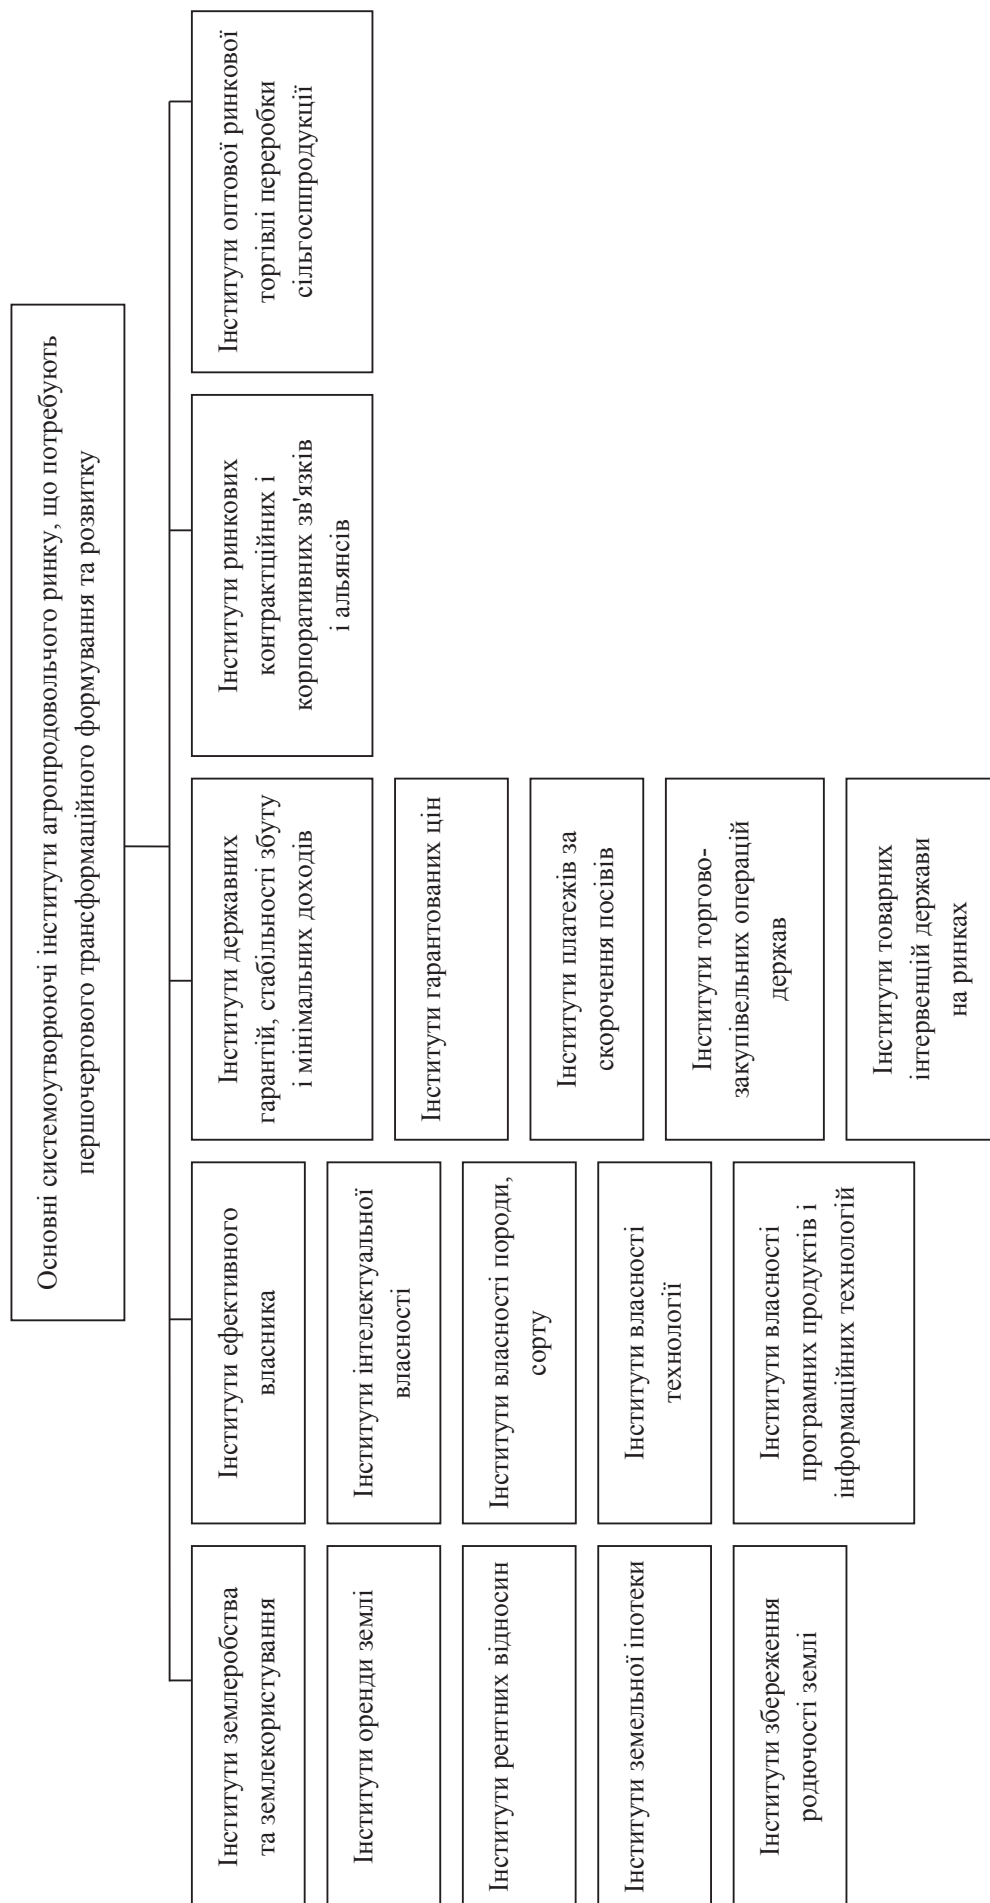 Основні системоутворюючі інститути агропродовольчого ринку, що потребують
першочергового трансформаційного формування та розвитку
Інститути землеробства
та землекористування
Інститути оренди землі
Інститути рентних відносин
Інститути земельної іпотеки
Інститути збереження
родючості землі
Інститути ефективного
власника
Інститути інтелектуальної
власності
Інститути власності породи,
сорту
Інститути власності
технології
Інститути власності
програмних продуктів і
інформаційних технологій
Інститути державних
гарантій, стабільності збуту
і мінімальних доходів
Інститути гарантованих цін
Інститути платежів за
скорочення посівів
Інститути торгово-
закупівельних операцій
держав
Інститути товарних
інтервенцій держави
на ринках
Інститути ринкових
контрактційних і
корпоративних зв'язків
і альянсів
Інститути оптової ринкової
торгівлі переробки
сільгосппродукції